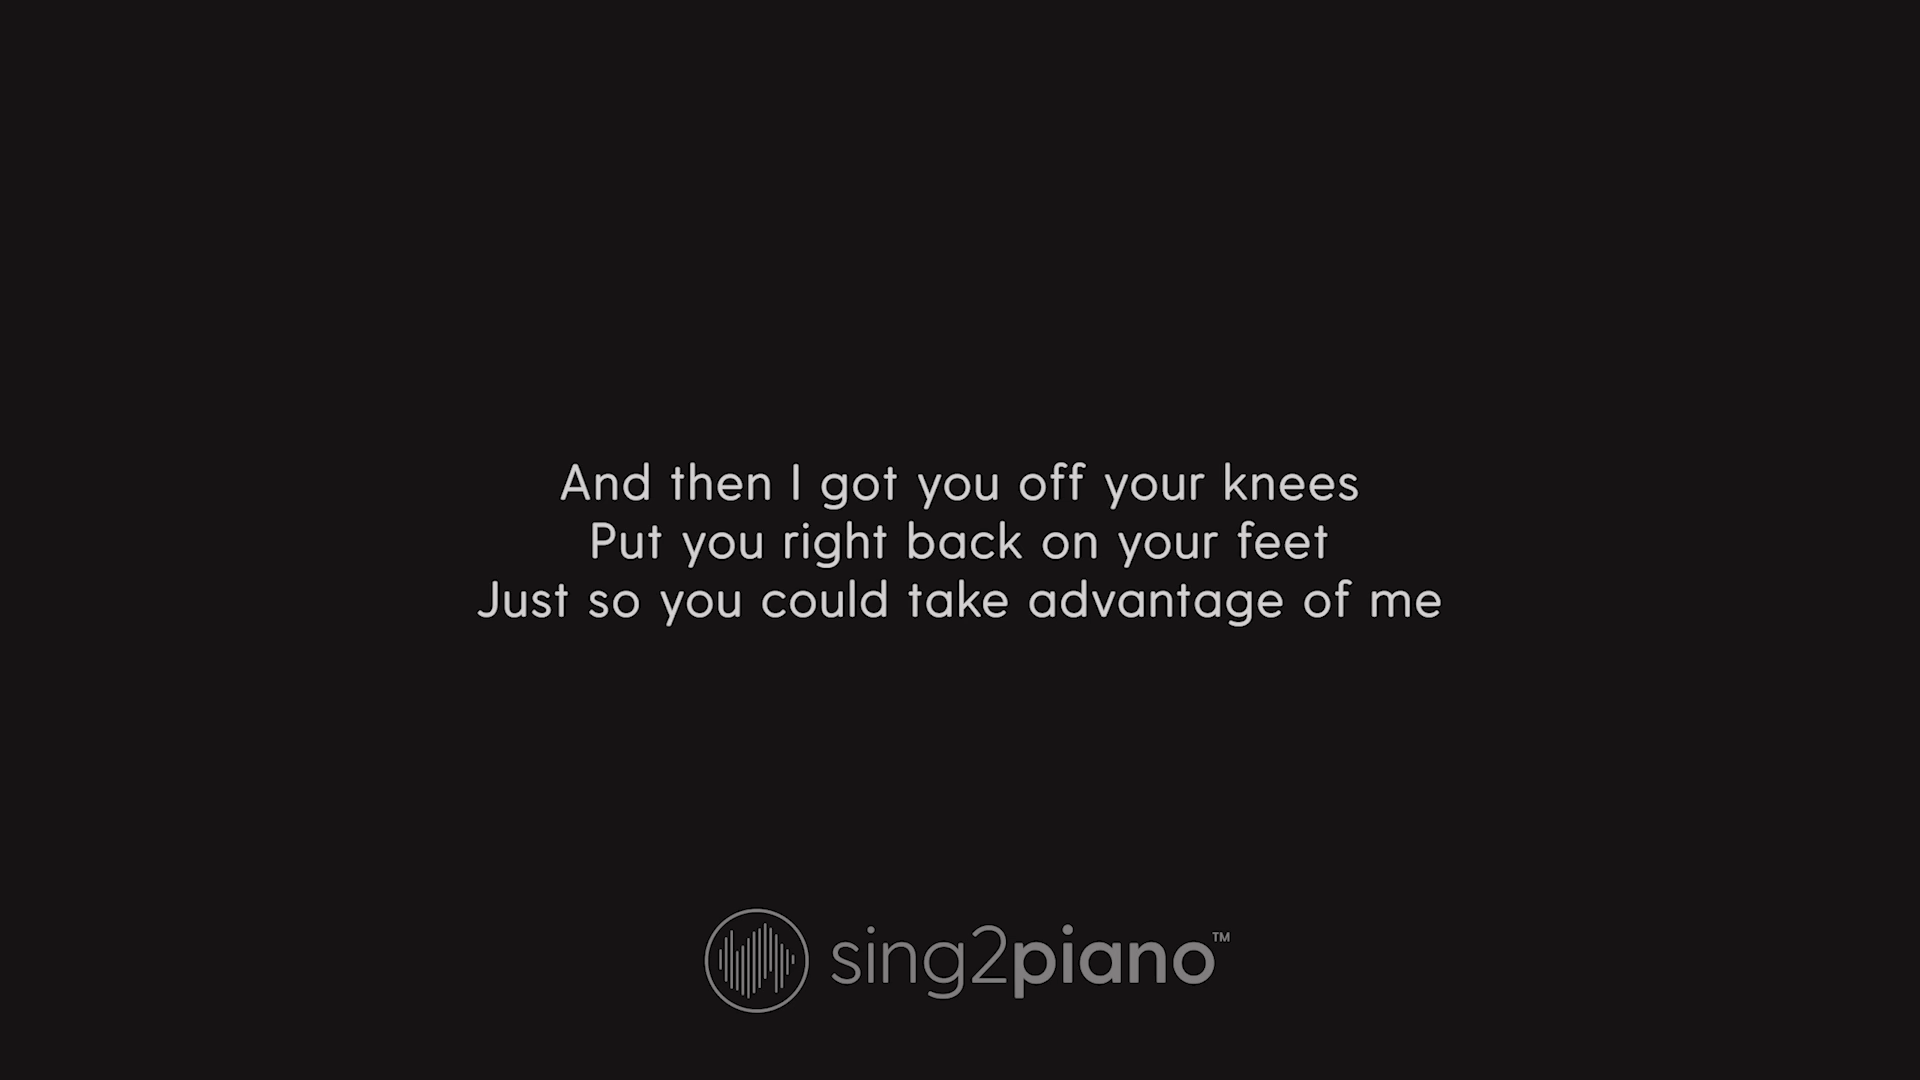 And then I got you off your knees
Put you right back on your feet
Just so you could take advantage of me
sing2piano™